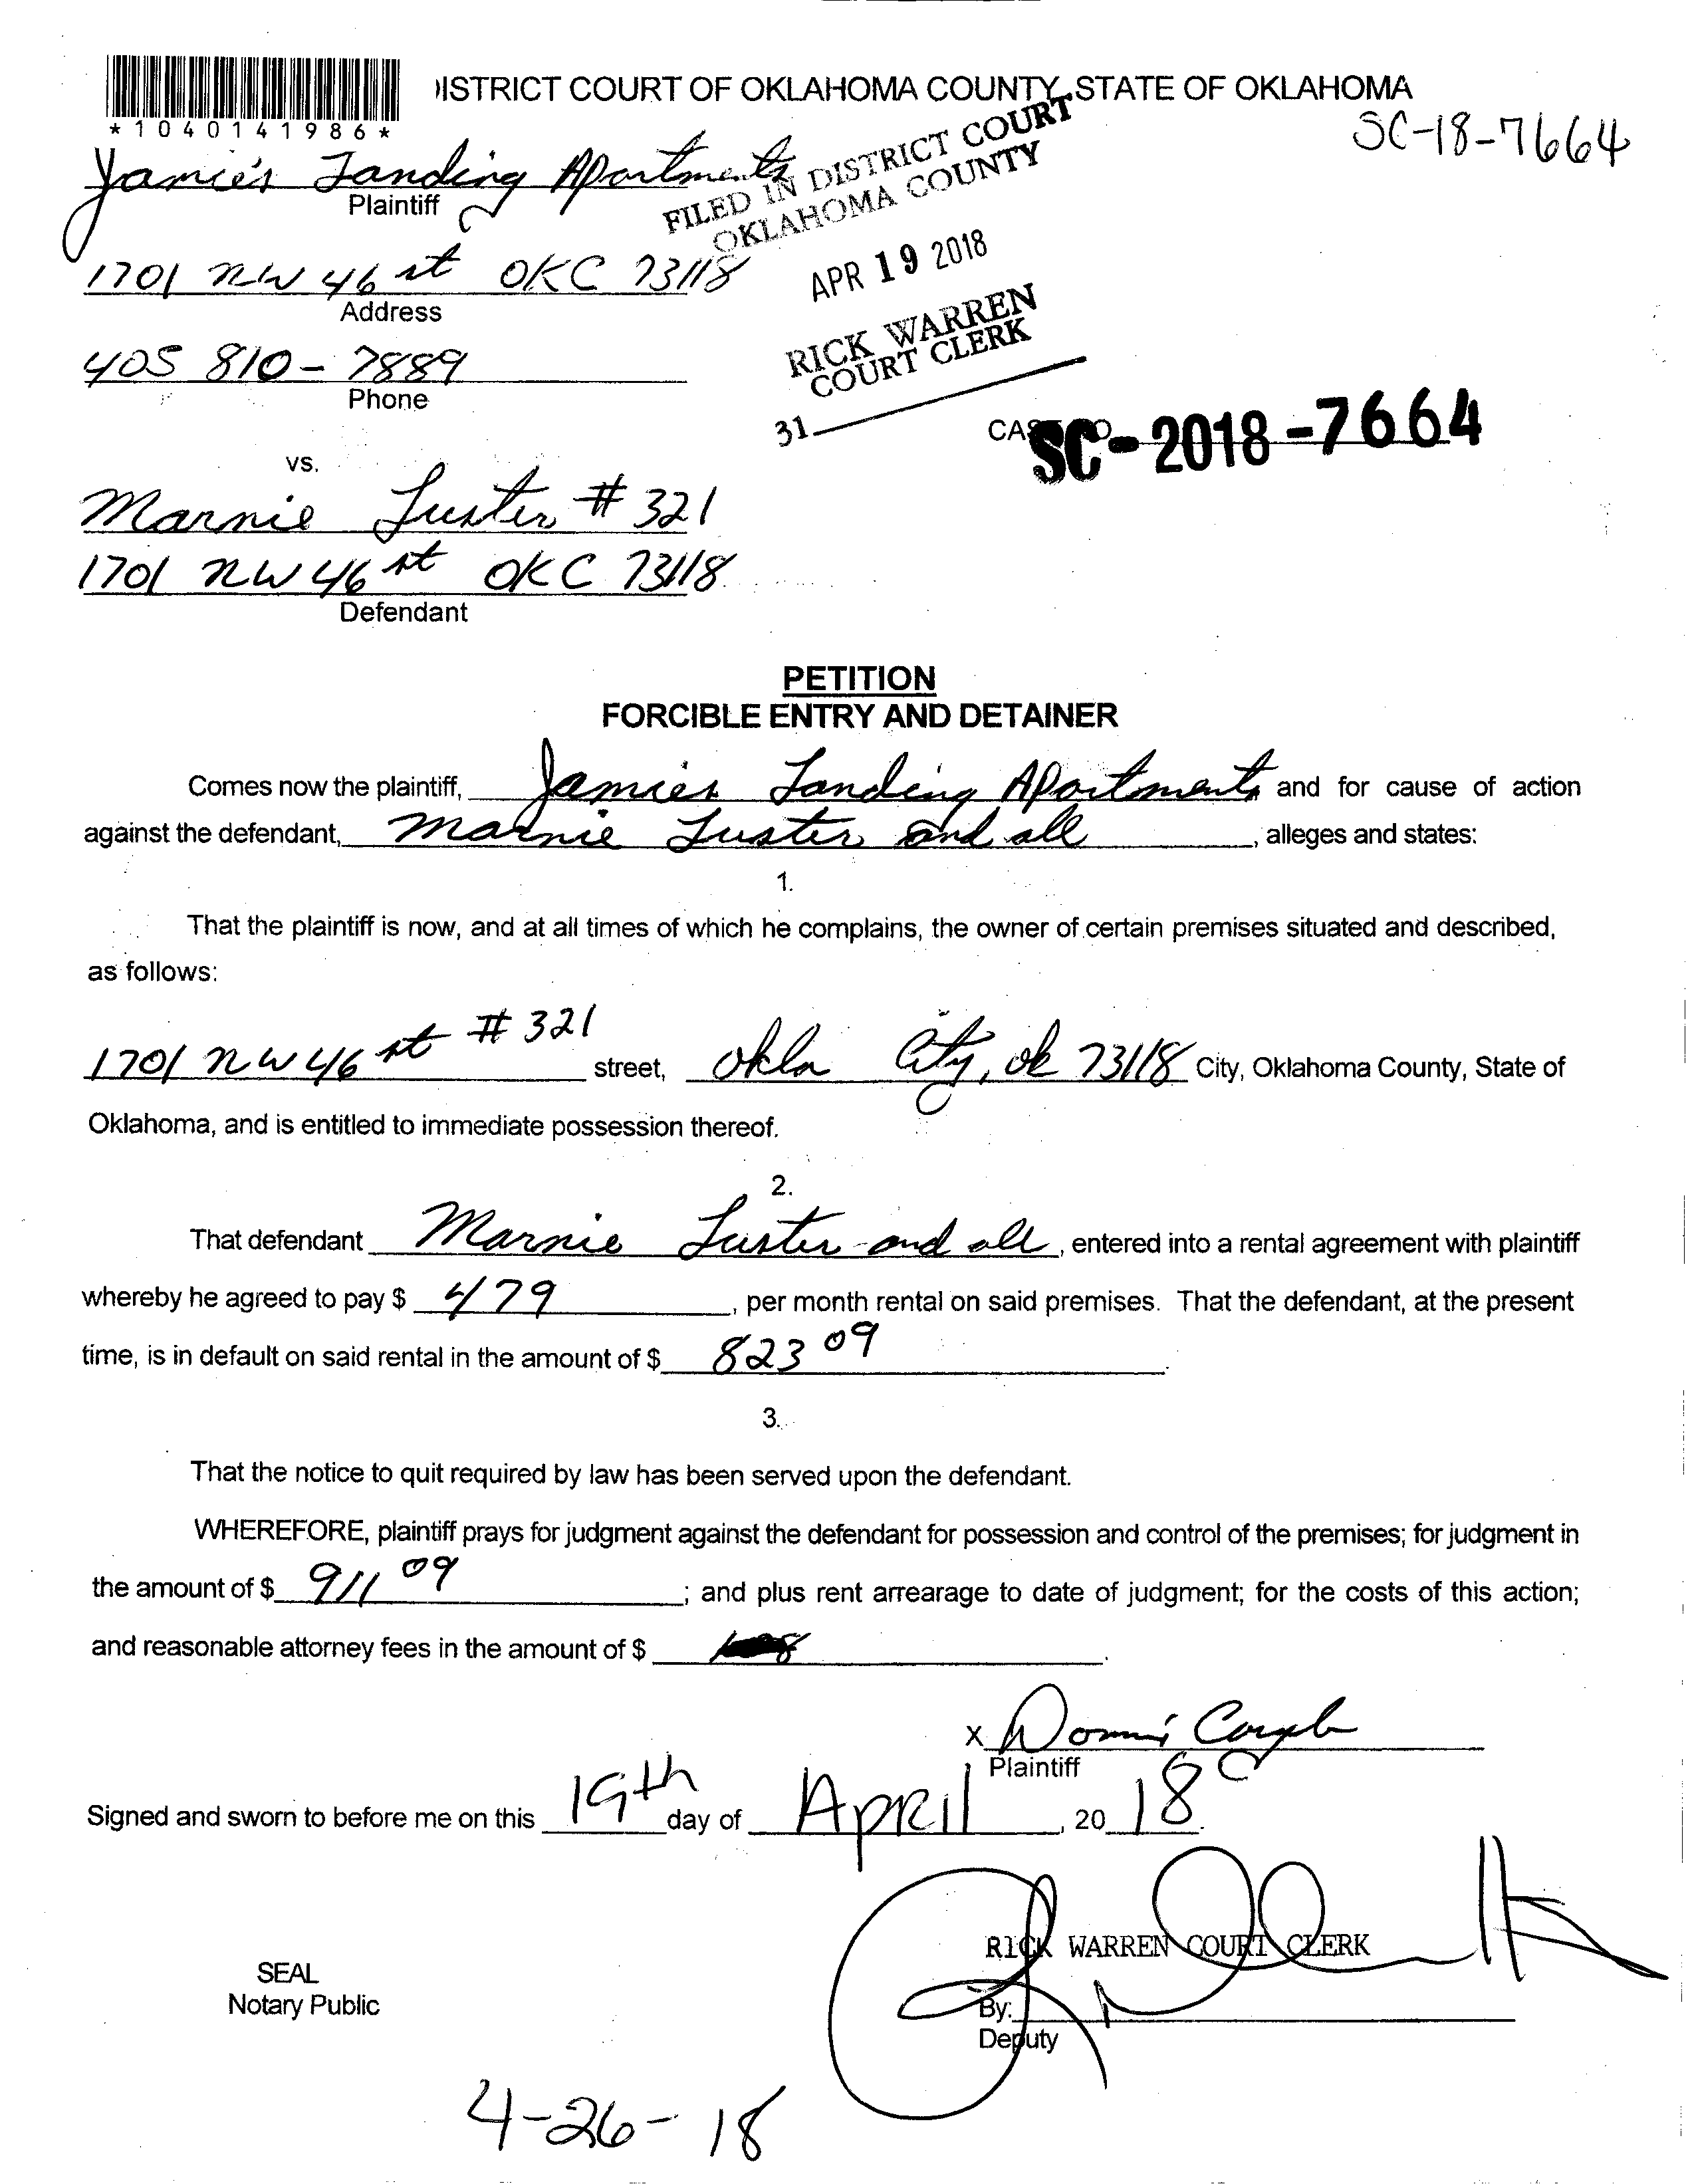 ISTRICT COURT OF OKLAHOMA COUNTY, STATE OF OKLAHOMA
*1040141986*
SC-18-7664
Jamie's Landing Apartments
Plaintiff
FILED IN DISTRICT COURT
OKLAHOMA COUNTY
1701 NW 46 st OKC 73118
Address
APR 19 2018
405 810-7889
Phone
RICK WARREN
COURT CLERK
31
SC-2018-7664
vs.
Marnie Luster # 321
1701 NW 46 st OKC 73118
Defendant
PETITION
FORCIBLE ENTRY AND DETAINER
Comes now the plaintiff, Jamies Landing Apartments and for cause of action
against the defendant, Marnie Luster and all, alleges and states:
1.
That the plaintiff is now, and at all times of which he complains, the owner of certain premises situated and described,
as follows:
1701 NW 46 st # 321 street, Okla City, ok 73118 City, Oklahoma County, State of
Oklahoma, and is entitled to immediate possession thereof.
2.
That defendant Marnie Luster and all, entered into a rental agreement with plaintiff
whereby he agreed to pay $ 479, per month rental on said premises. That the defendant, at the present
time, is in default on said rental in the amount of $ 823 09.
3.
That the notice to quit required by law has been served upon the defendant.
WHEREFORE, plaintiff prays for judgment against the defendant for possession and control of the premises; for judgment in
the amount of $ 911 09; and plus rent arrearage to date of judgment; for the costs of this action;
and reasonable attorney fees in the amount of $
x
Plaintiff
Signed and sworn to before me on this 19th day of April, 20 18.
RICK WARREN COURT CLERK
SEAL
Notary Public
By:
Deputy
4-26-18